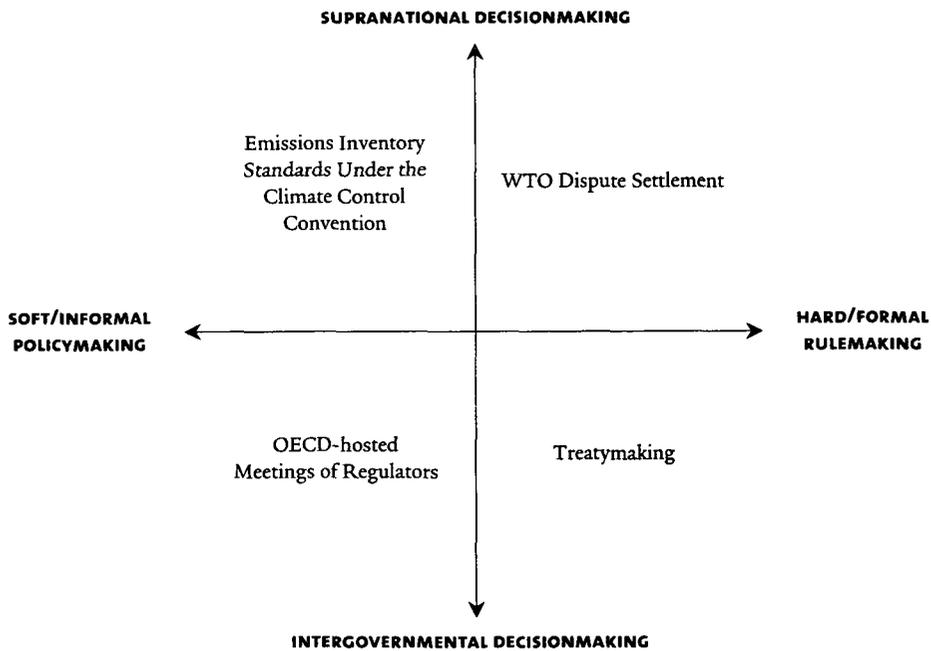 SUPRANATIONAL DECISIONMAKING
Emissions Inventory
Standards Under the
Climate Control
Convention
WTO Dispute Settlement
SOFT/INFORMAL
POLICYMAKING
HARD/FORMAL
RULEMAKING
OECD-hosted
Meetings of Regulators
Treatymaking
INTERGOVERNMENTAL DECISIONMAKING